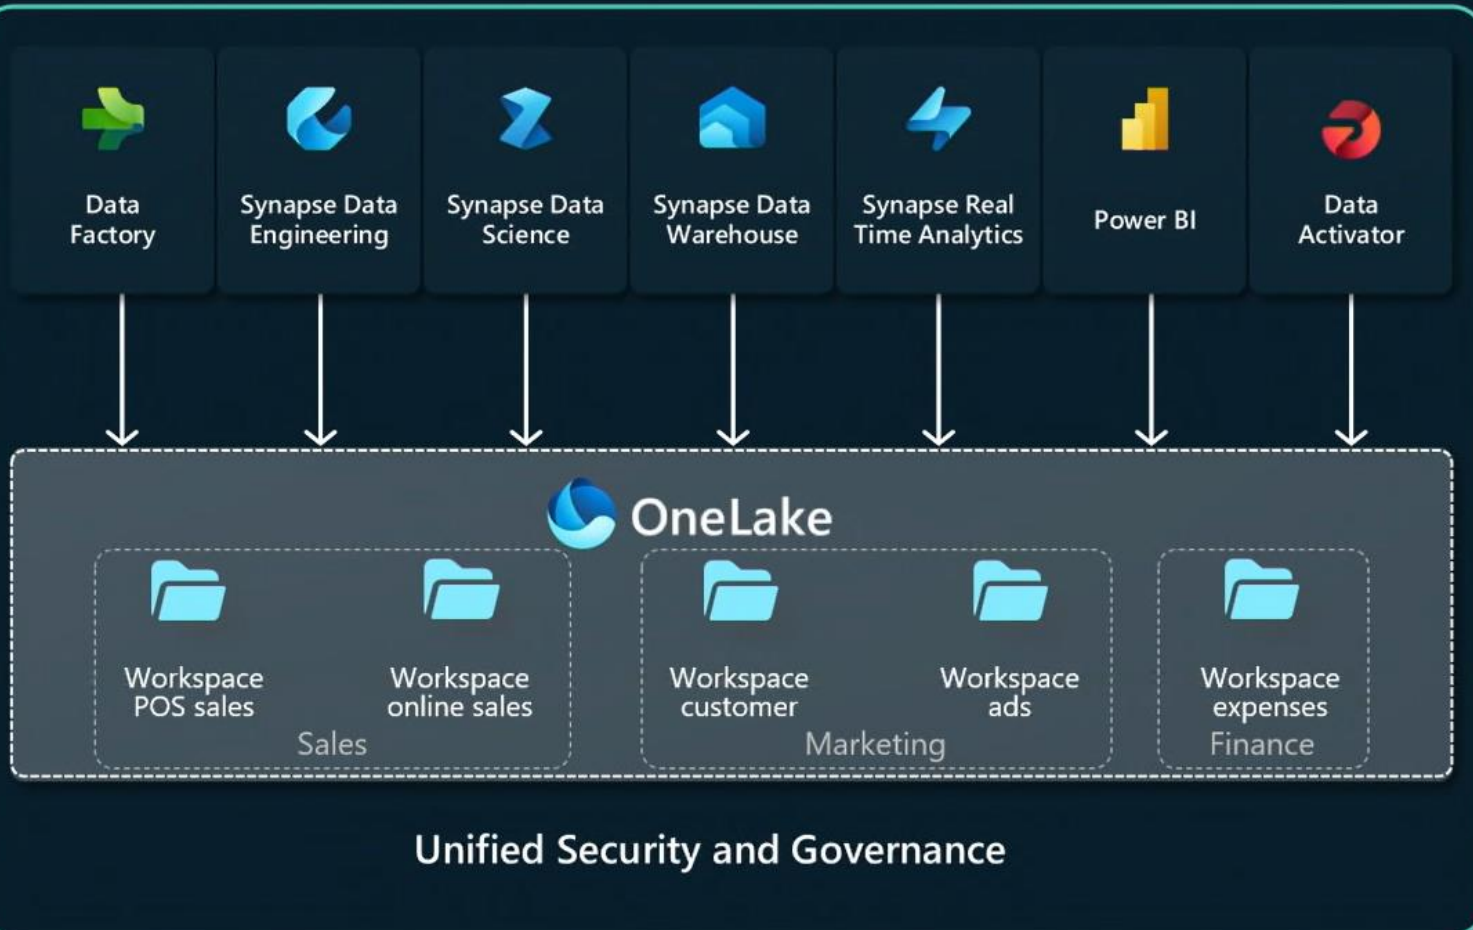 Data
Factory
Synapse Data
Engineering
Synapse Data
Science
Synapse Data
Warehouse
Synapse Real
Time Analytics
Power BI
Data
Activator
OneLake
Workspace
POS sales
Workspace
online sales
Sales
Workspace
customer
Workspace
ads
Marketing
Workspace
expenses
Finance
Unified Security and Governance